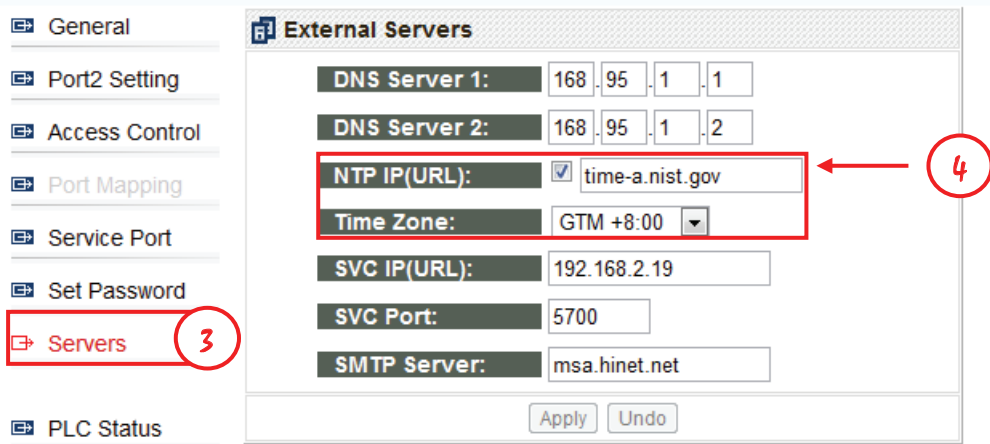 General
Port2 Setting
Access Control
Port Mapping
Service Port
Set Password
Servers
3
PLC Status
External Servers
DNS Server 1: 168 . 95 . 1 . 1
DNS Server 2: 168 . 95 . 1 . 2
NTP IP(URL): time-a.nist.gov
4
Time Zone: GTM +8:00
SVC IP(URL): 192.168.2.19
SVC Port: 5700
SMTP Server: msa.hinet.net
Apply Undo